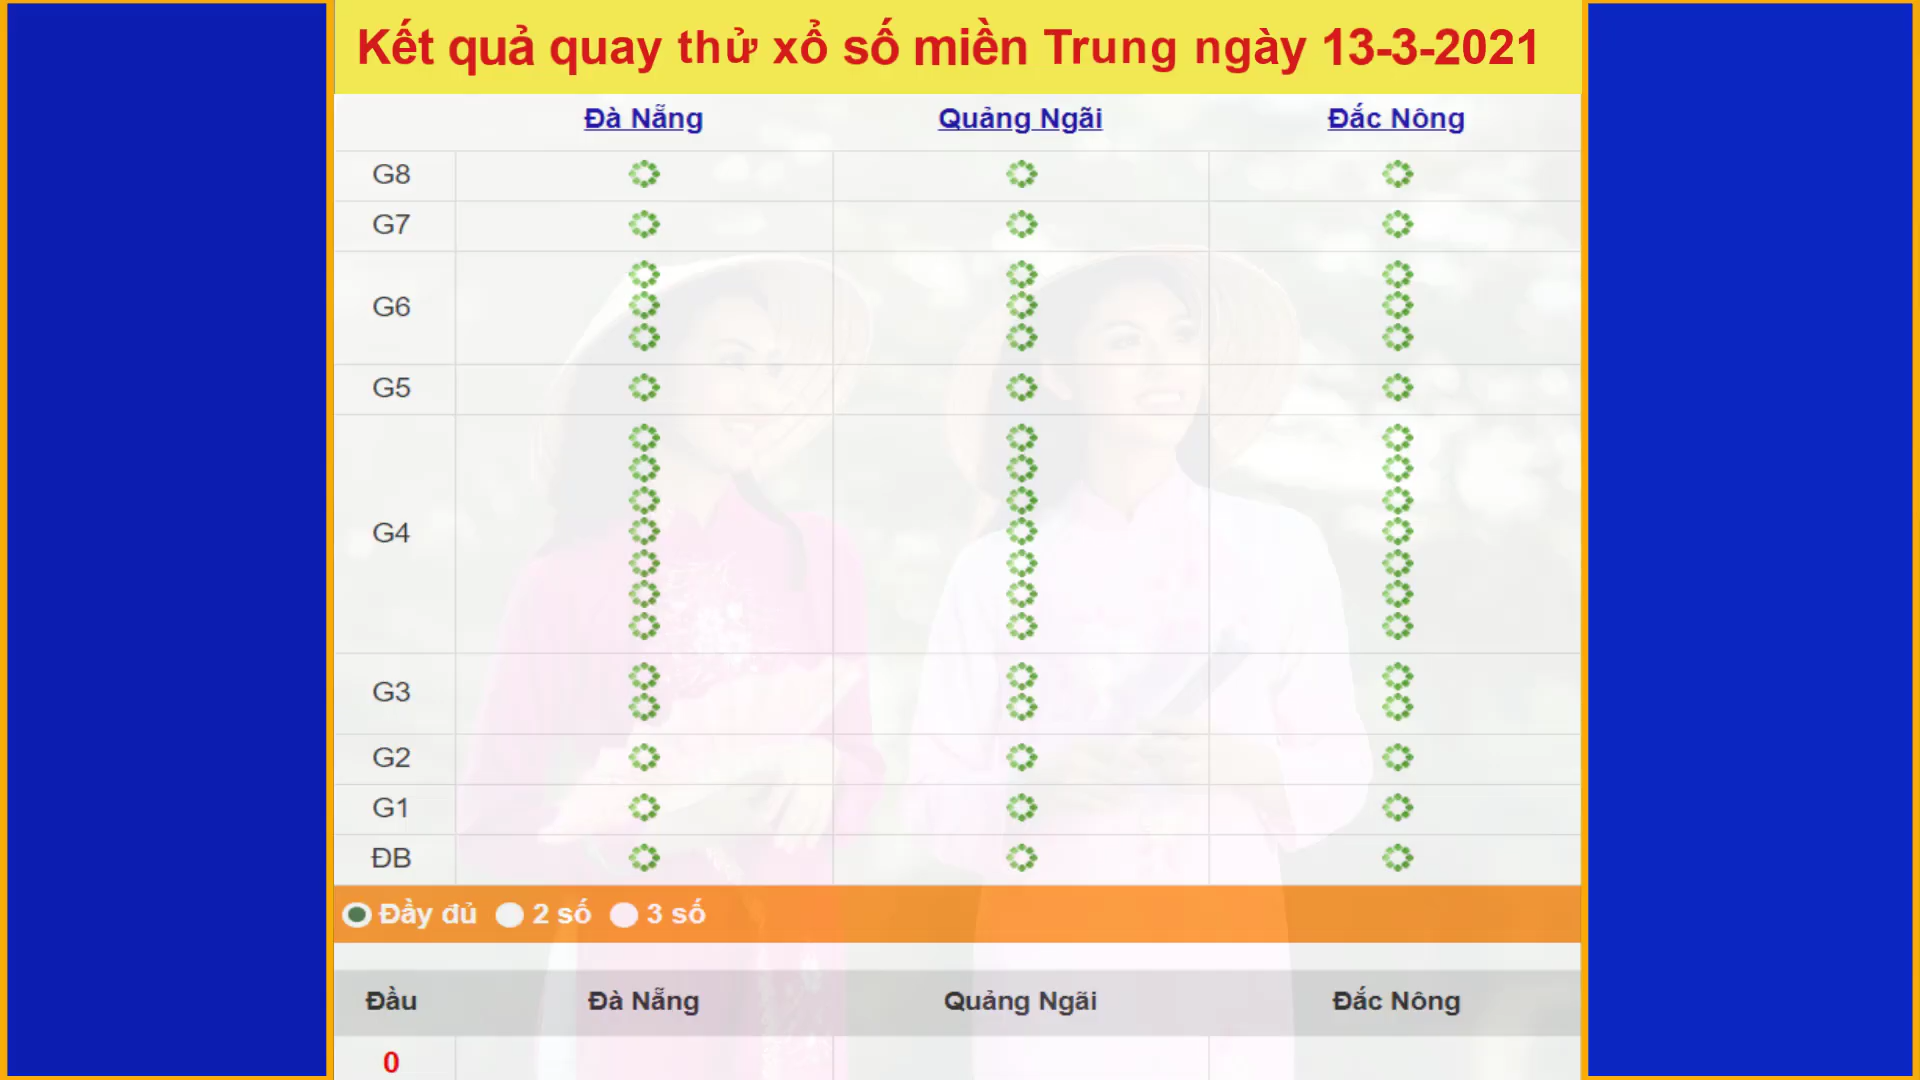 Kết quả quay thử xổ số miền Trung ngày 13-3-2021
Đà Nẵng Quảng Ngãi Đắc Nông
G8
G7
G6
G5
G4
G3
G2
G1
ĐB
Đầy đủ 2 số 3 số
Đầu Đà Nẵng Quảng Ngãi Đắc Nông
0